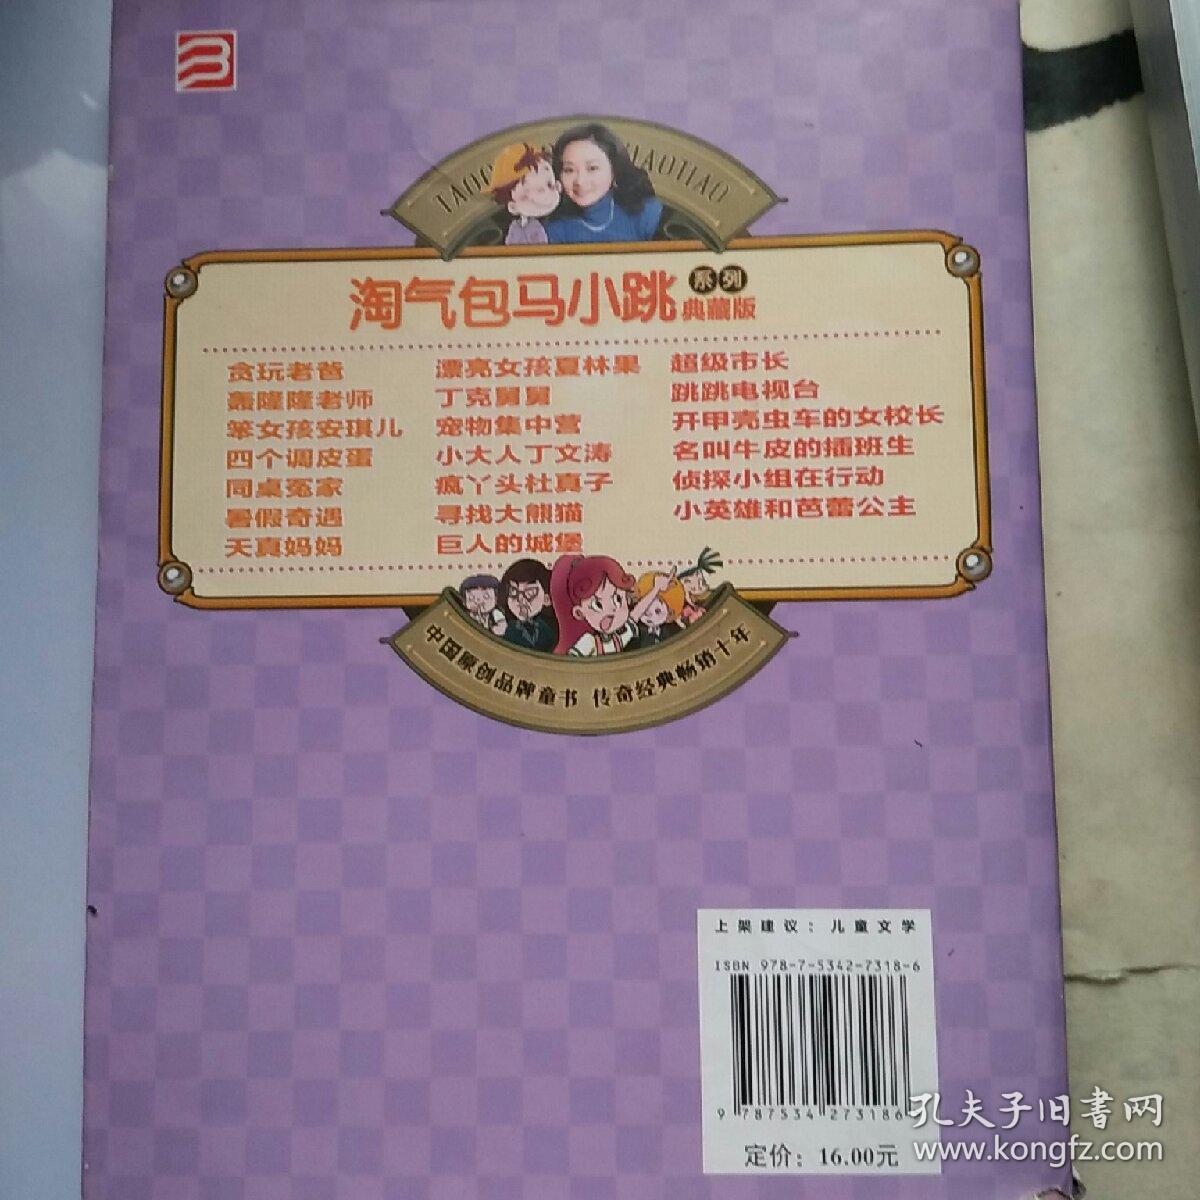 淘气包马小跳 系列
典藏版
贪玩老爸
轰隆隆老师
笨女孩安琪儿
四个调皮蛋
同桌冤家
暑假奇遇
天真妈妈
漂亮女孩夏林果
丁克舅舅
宠物集中营
小大人丁文涛
疯丫头杜真子
寻找大熊猫
巨人的城堡
超级市长
跳跳电视台
开甲壳虫车的女校长
名叫牛皮的插班生
侦探小组在行动
小英雄和芭蕾公主
中国原创品牌童书 传奇经典畅销十年
上架建议：儿童文学
ISBN 978-7-5342-7318-6
9 787534 273186
定价：16.00元
孔夫子旧书网
www.kongfz.com